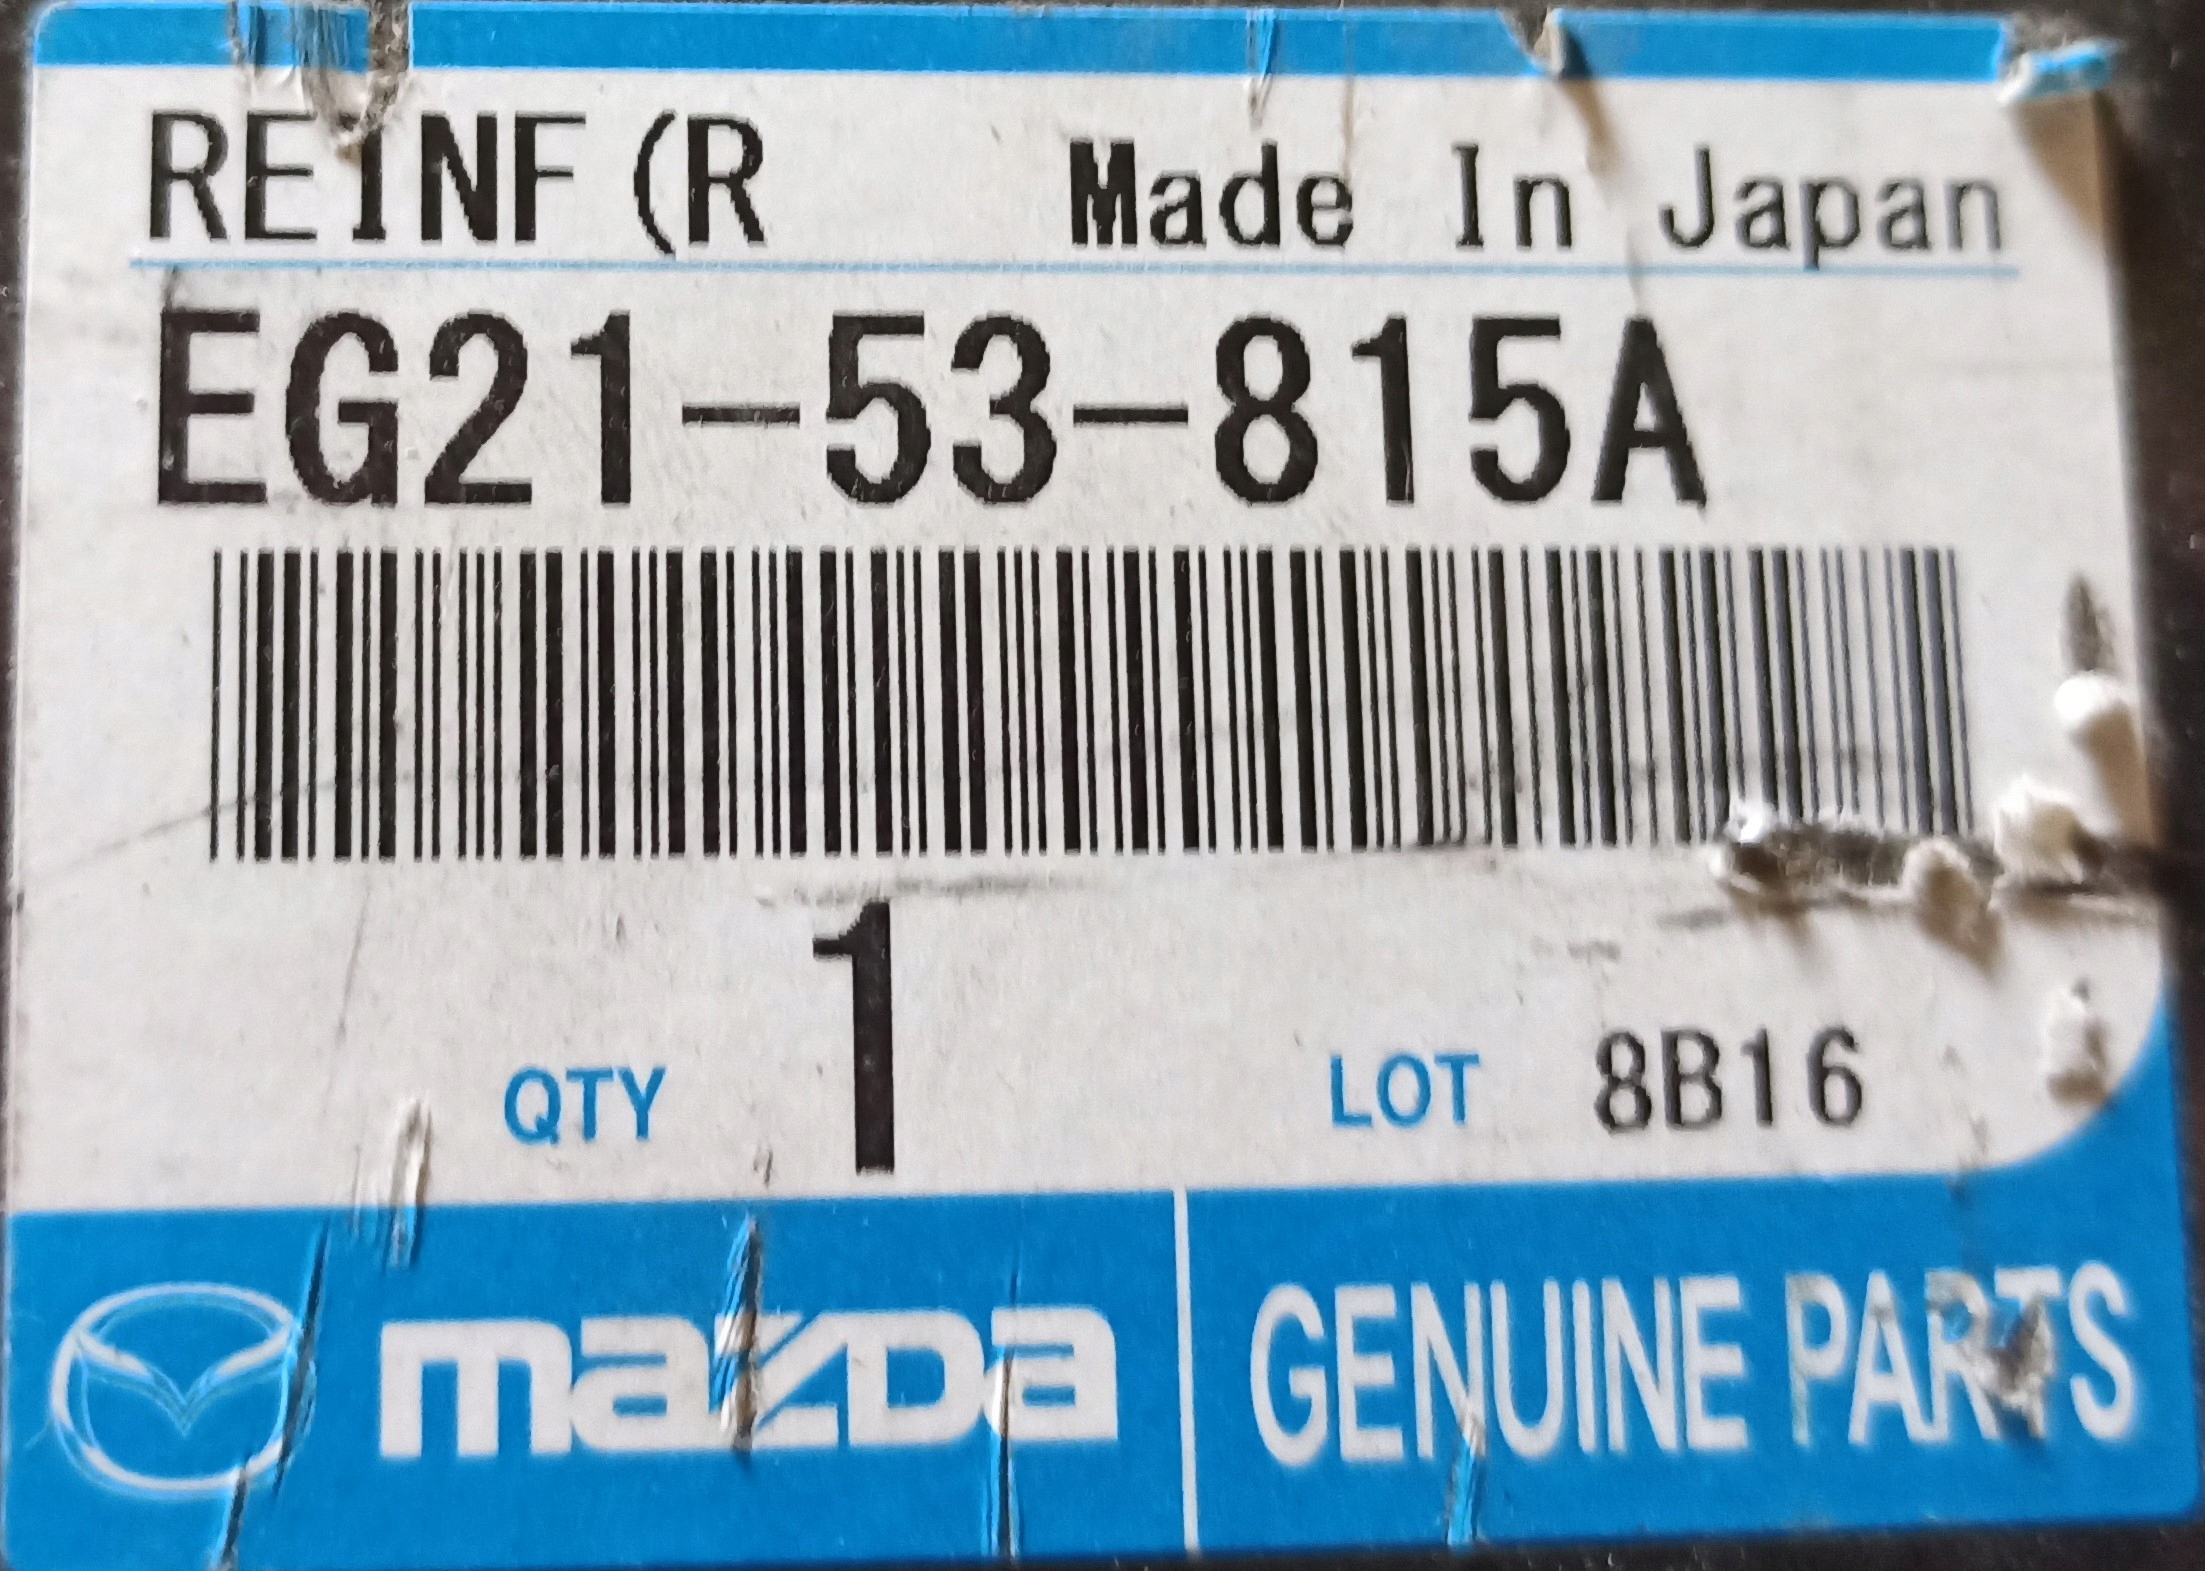 REINF(R Made In Japan
EG21-53-815A
QTY 1 LOT 8B16
mazda GENUINE PARTS